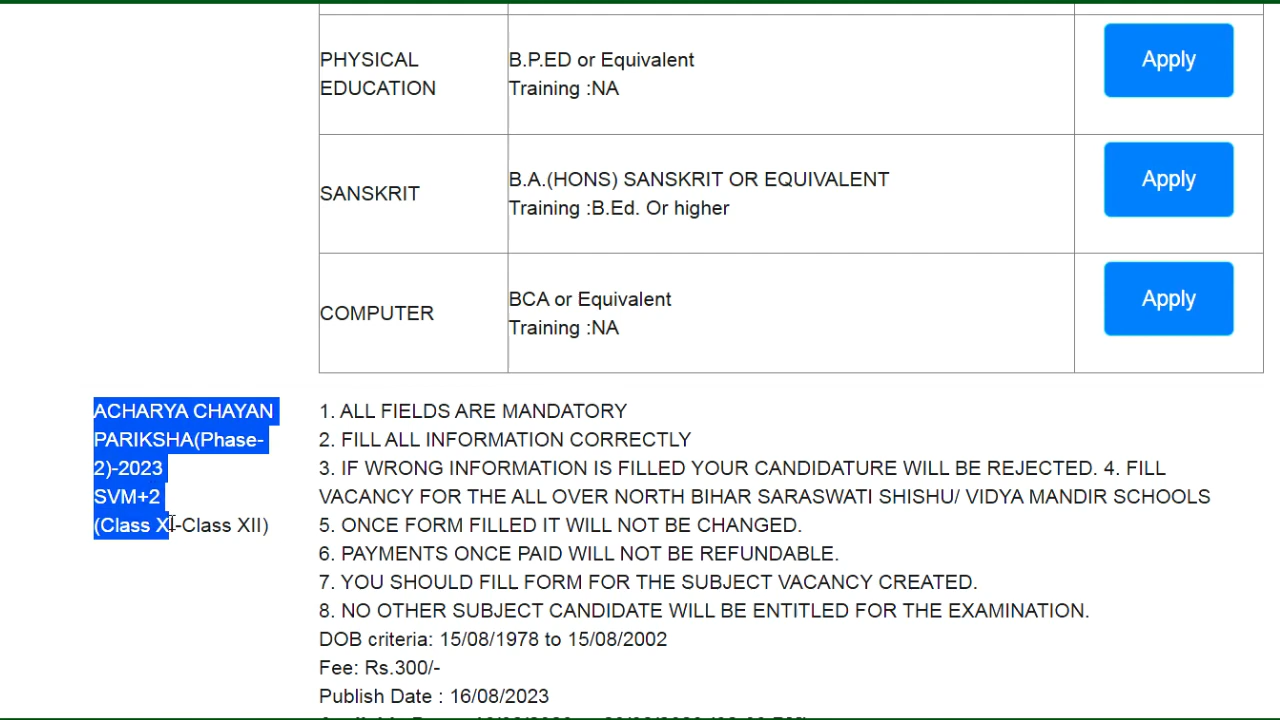 PHYSICAL
EDUCATION
B.P.ED or Equivalent
Training :NA
Apply
SANSKRIT
B.A.(HONS) SANSKRIT OR EQUIVALENT
Training :B.Ed. Or higher
Apply
COMPUTER
BCA or Equivalent
Training :NA
Apply
ACHARYA CHAYAN
PARIKSHA(Phase-
2)-2023
SVM+2
(Class XI-Class XII)
1. ALL FIELDS ARE MANDATORY
2. FILL ALL INFORMATION CORRECTLY
3. IF WRONG INFORMATION IS FILLED YOUR CANDIDATURE WILL BE REJECTED. 4. FILL
VACANCY FOR THE ALL OVER NORTH BIHAR SARASWATI SHISHU/ VIDYA MANDIR SCHOOLS
5. ONCE FORM FILLED IT WILL NOT BE CHANGED.
6. PAYMENTS ONCE PAID WILL NOT BE REFUNDABLE.
7. YOU SHOULD FILL FORM FOR THE SUBJECT VACANCY CREATED.
8. NO OTHER SUBJECT CANDIDATE WILL BE ENTITLED FOR THE EXAMINATION.
DOB criteria: 15/08/1978 to 15/08/2002
Fee: Rs.300/-
Publish Date : 16/08/2023